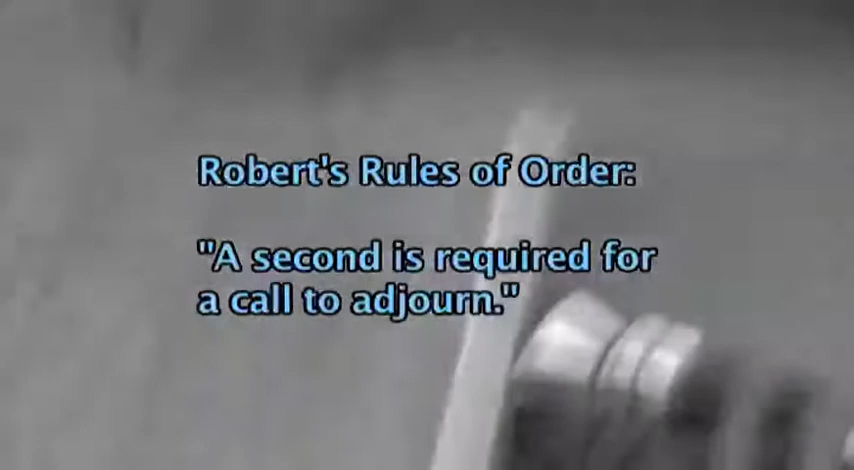 Robert's Rules of Order:
"A second is required for
a call to adjourn."